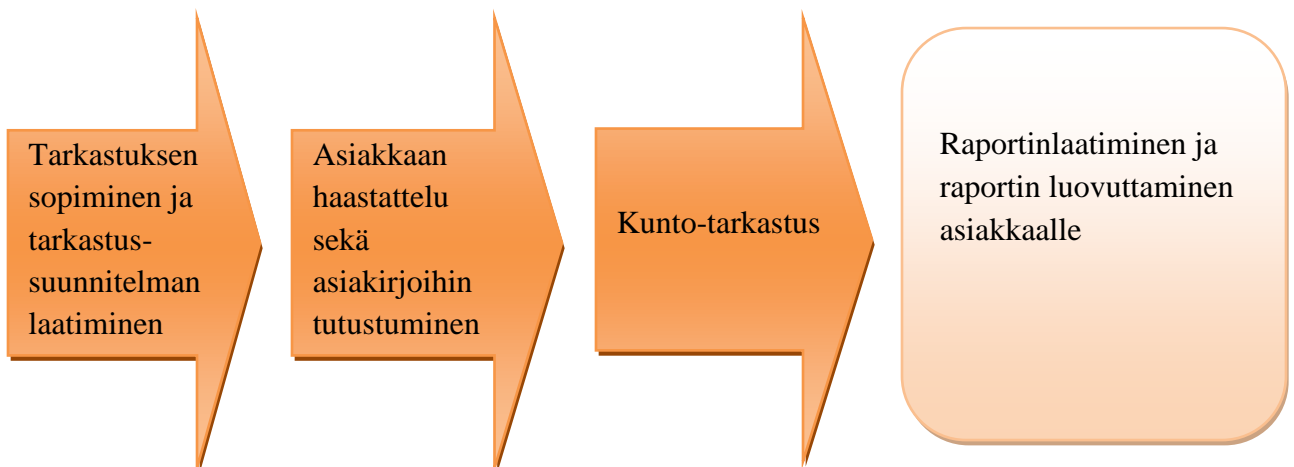 Tarkastuksen
sopiminen ja
tarkastus-
suunnitelman
laatiminen
Asiakkaan
haastattelu
sekä
asiakirjoihin
tutustuminen
Kunto-tarkastus
Raportinlaatiminen ja
raportin luovuttaminen
asiakkaalle